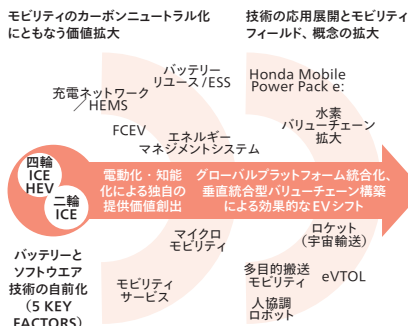 モビリティのカーボンニュートラル化
にともなう価値拡大
技術の応用展開とモビリティ
フィールド、概念の拡大
バッテリー
リユース/ESS
充電ネットワーク
/HEMS
FCEV
エネルギー
マネジメントシステム
Honda Mobile
Power Pack e:
水素
バリューチェーン
拡大
四輪
ICE
HEV
二輪
ICE
電動化・知能
化による独自の
提供価値創出
グローバルプラットフォーム統合化、
垂直統合型バリューチェーン構築
による効果的なEVシフト
バッテリーと
ソフトウエア
技術の自前化
(5 KEY
FACTORS)
マイクロ
モビリティ
モビリティ
サービス
ロケット
(宇宙輸送)
多目的搬送
モビリティ
eVTOL
人協調
ロボット